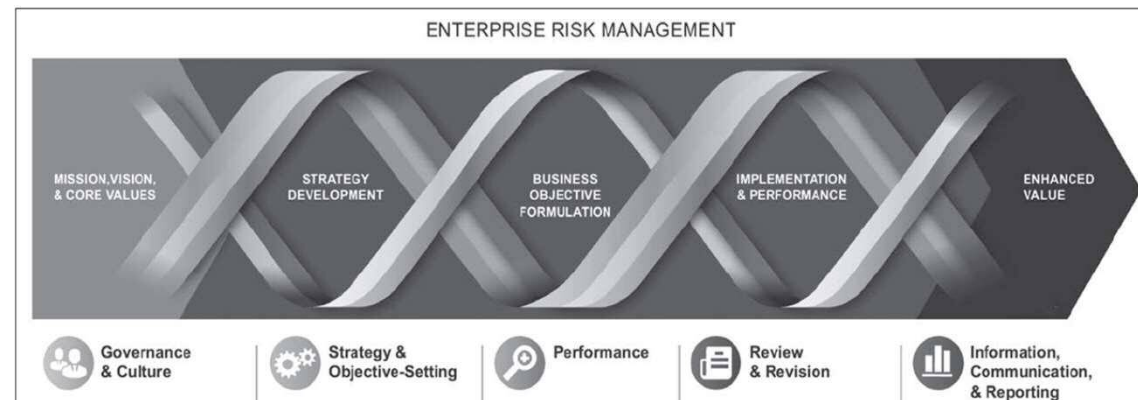 ENTERPRISE RISK MANAGEMENT
MISSION,VISION,
& CORE VALUES
STRATEGY
DEVELOPMENT
BUSINESS
OBJECTIVE
FORMULATION
IMPLEMENTATION
& PERFORMANCE
ENHANCED
VALUE
Governance
& Culture
Strategy &
Objective-Setting
Performance
Review
& Revision
Information,
Communication,
& Reporting